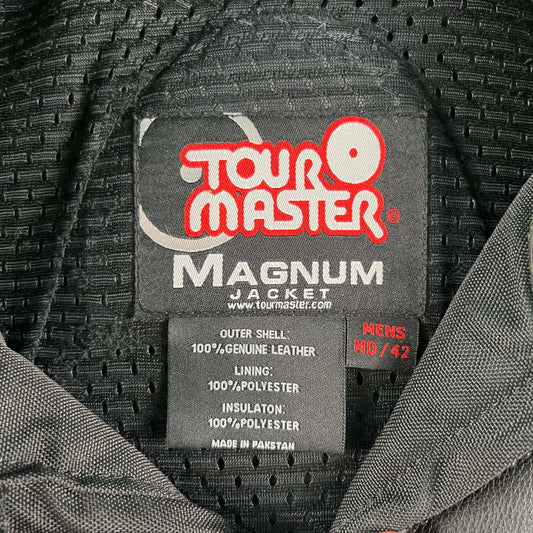 TOUR
MASTER®
MAGNUM
JACKET
www.tourmaster.com
OUTER SHELL:
100%GENUINE LEATHER
LINING:
100%POLYESTER
INSULATON:
100%POLYESTER
MADE IN PAKSTAN
MENS
MD/42